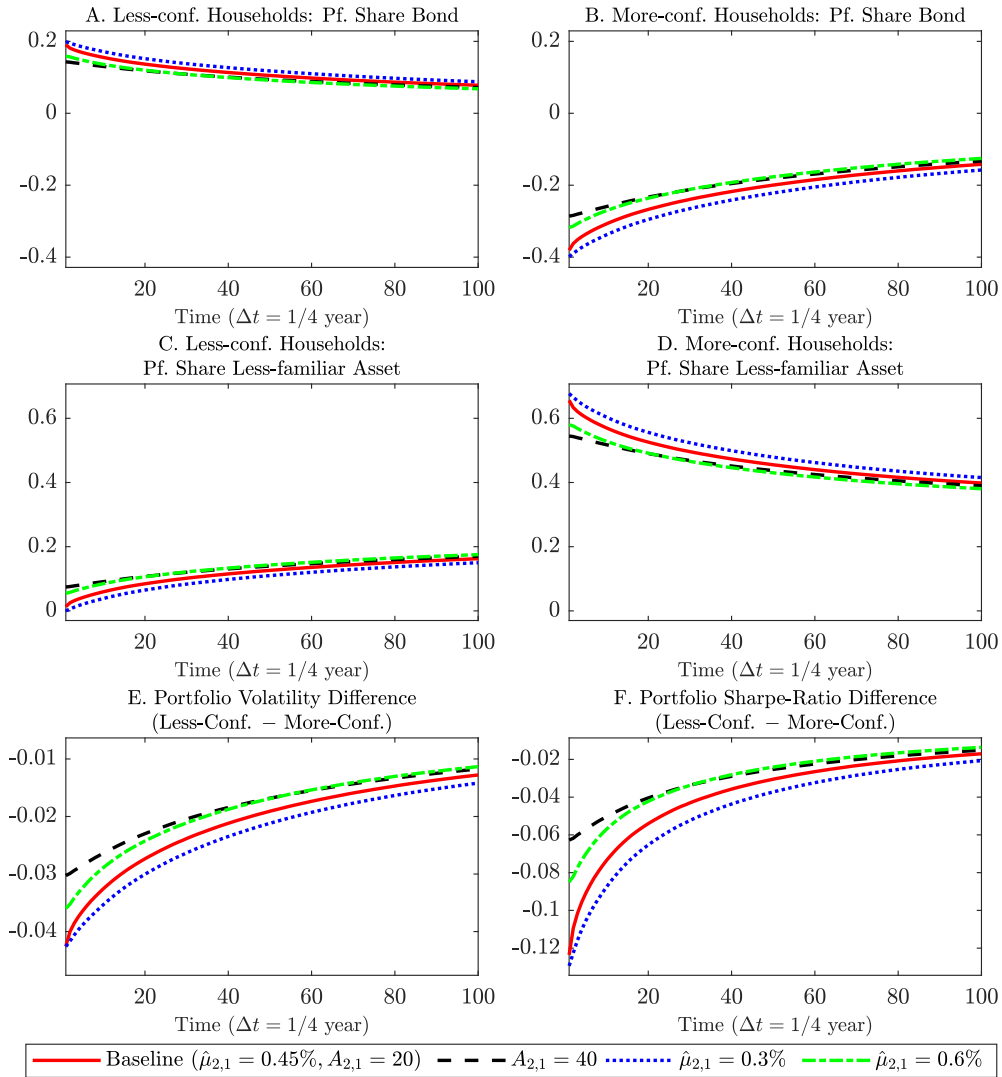 A. Less-conf. Households: Pf. Share Bond
0.2
0
-0.2
-0.4
20 40 60 80 100
Time (Δt = 1/4 year)
B. More-conf. Households: Pf. Share Bond
0.2
0
-0.2
-0.4
20 40 60 80 100
Time (Δt = 1/4 year)
C. Less-conf. Households:
Pf. Share Less-familiar Asset
0.6
0.4
0.2
0
20 40 60 80 100
Time (Δt = 1/4 year)
D. More-conf. Households:
Pf. Share Less-familiar Asset
0.6
0.4
0.2
0
20 40 60 80 100
Time (Δt = 1/4 year)
E. Portfolio Volatility Difference
(Less-Conf. − More-Conf.)
-0.01
-0.02
-0.03
-0.04
20 40 60 80 100
Time (Δt = 1/4 year)
F. Portfolio Sharpe-Ratio Difference
(Less-Conf. − More-Conf.)
-0.02
-0.04
-0.06
-0.08
-0.1
-0.12
20 40 60 80 100
Time (Δt = 1/4 year)
Baseline (μ̂₂,₁ = 0.45%, A₂,₁ = 20) A₂,₁ = 40 μ̂₂,₁ = 0.3% μ̂₂,₁ = 0.6%